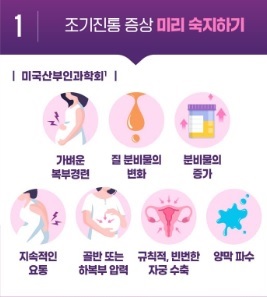 1 조기진통 증상 미리 숙지하기
| 미국산부인과학회¹ |
가벼운 복부경련
질 분비물의 변화
분비물의 증가
지속적인 요통
골반 또는 하복부 압력
규칙적, 빈번한 자궁 수축
양막 파수